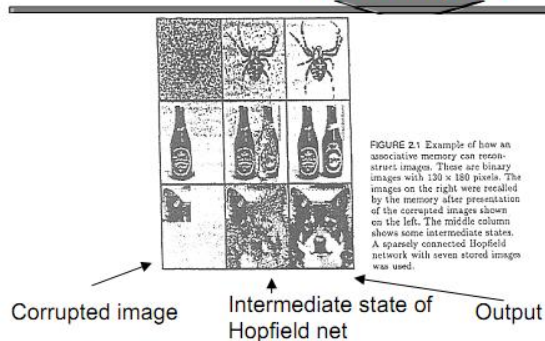 FIGURE 2.1 Example of how an
associative memory can recon-
struct images. These are binary
images with 130 x 180 pixels. The
images on the right were recalled
by the memory after presentation
of the corrupted images shown
on the left. The middle column
shows some intermediate states.
A sparsely connected Hopfield
network with seven stored images
was used.
Corrupted image
Intermediate state of
Hopfield net
Output